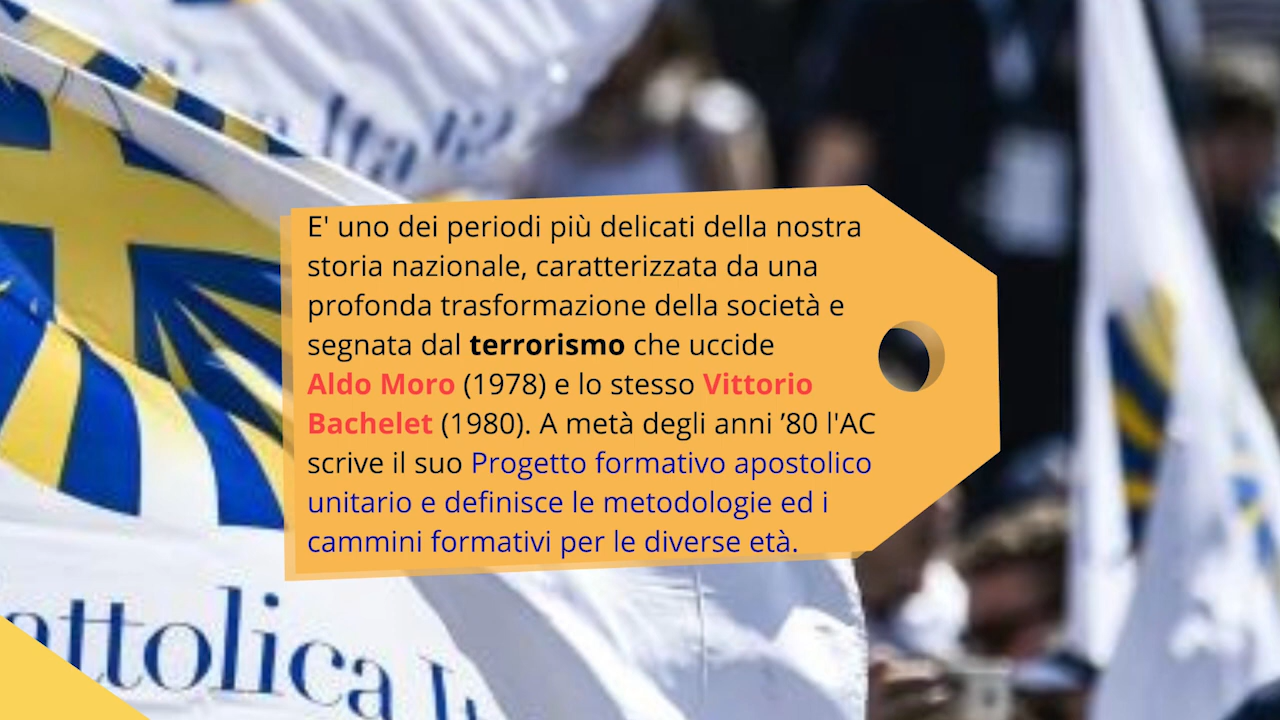 Italia
E' uno dei periodi più delicati della nostra
storia nazionale, caratterizzata da una
profonda trasformazione della società e
segnata dal terrorismo che uccide
Aldo Moro (1978) e lo stesso Vittorio
Bachelet (1980). A metà degli anni ’80 l'AC
scrive il suo Progetto formativo apostolico
unitario e definisce le metodologie ed i
cammini formativi per le diverse età.
attolica It